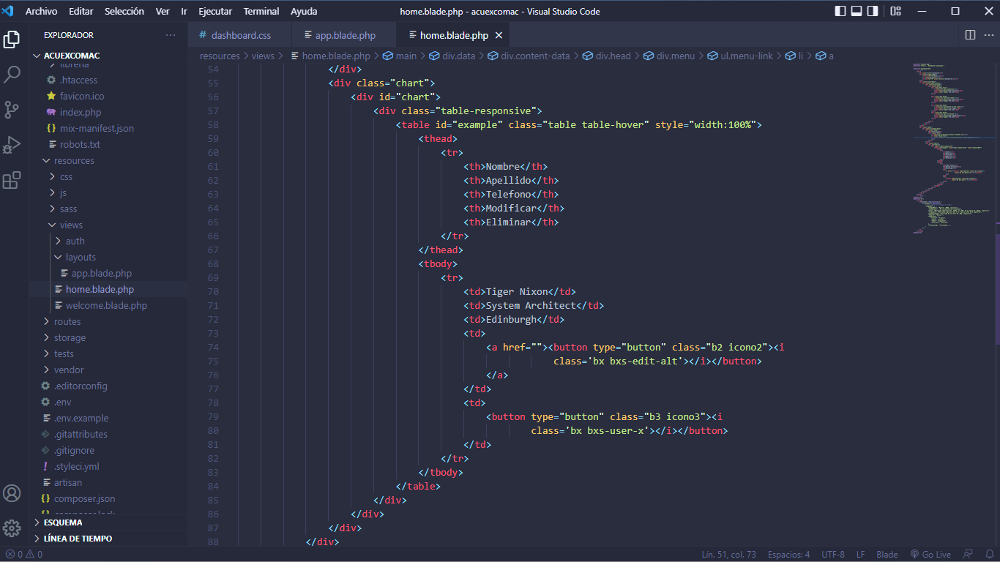 Archivo Editar Selección Ver Ir Ejecutar Terminal Ayuda
home.blade.php - acuexcomac - Visual Studio Code
EXPLORADOR
ACUEXCOMAC
libreria
.htaccess
favicon.ico
index.php
mix-manifest.json
robots.txt
resources
css
js
sass
views
auth
layouts
app.blade.php
home.blade.php
welcome.blade.php
routes
storage
tests
vendor
.editorconfig
.env
.env.example
.gitattributes
.gitignore
.styleci.yml
artisan
composer.json
composer.lock
ESQUEMA
LÍNEA DE TIEMPO
dashboard.css app.blade.php home.blade.php
resources > views > home.blade.php > main > div.data > div.content-data > div.head > div.menu > ul.menu-link > li > a
54 </div>
55 <div class="chart">
56 <div id="chart">
57 <div class="table-responsive">
58 <table id="example" class="table table-hover" style="width:100%">
59 <thead>
60 <tr>
61 <th>Nombre</th>
62 <th>Apellido</th>
63 <th>Telefono</th>
64 <th>Modificar</th>
65 <th>Eliminar</th>
66 </tr>
67 </thead>
68 <tbody>
69 <tr>
70 <td>Tiger Nixon</td>
71 <td>System Architect</td>
72 <td>Edinburgh</td>
73 <td>
74 <a href=""><button type="button" class="b2 icono2"><i
75 class='bx bxs-edit-alt'></i></button>
76 </a>
77 </td>
78 <td>
79 <button type="button" class="b3 icono3"><i
80 class='bx bxs-user-x'></i></button>
81 </td>
82 </tr>
83 </tbody>
84 </table>
85 </div>
86 </div>
87 </div>
88 </div>
0 0 Lín. 51, col. 73 Espacios: 4 UTF-8 LF Blade Go Live